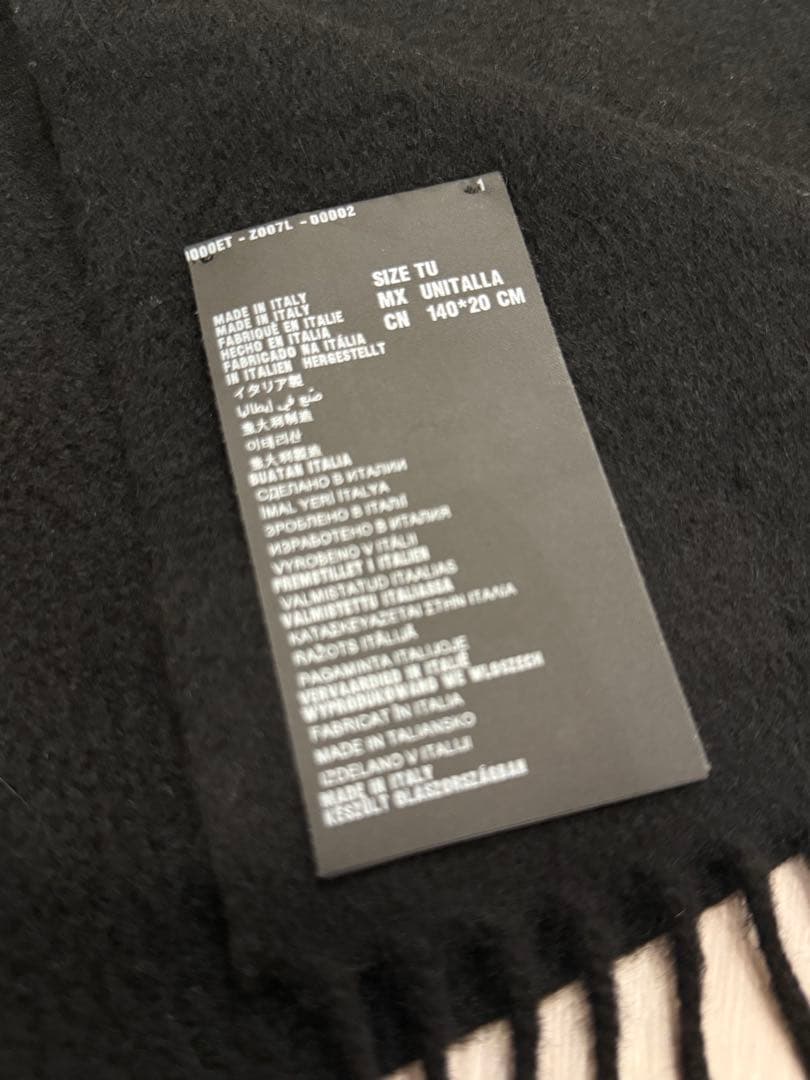 000ET - Z007L - 00002
1
SIZE TU
MX UNITALLA
CN 140*20 CM
MADE IN ITALY
MADE IN ITALY
FABRIQUÉ EN ITALIE
HECHO EN ITALIA
FABRICADO NA ITÁLIA
IN ITALIEN HERGESTELLT
イタリア製
صنع في إيطاليا
意大利制造
이태리산
意大利製造
BUATAN ITALIA
СДЕЛАНО В ИТАЛИИ
IMAL YERİ İTALYA
ЗРОБЛЕНО В ІТАЛІЇ
ИЗРАБОТЕНО В ИТАЛИЯ
VYROBENO V ITÁLII
FREMSTILLET I ITALIEN
VALMISTATUD ITAALIAS
VALMISTETTU ITALIASSA
KATASKEYAZETAI ΣTHN ITAΛIA
RAŽOTS ITĀLIJĀ
PAGAMINTA ITALIJOJE
VERVAARDIGD IN ITALIË
WYPRODUKOWANO WE WŁOSZECH
FABRICAT ÎN ITALIA
MADE IN TALIANSKO
IZDELANO V ITALIJI
MADE IN ITALY
KÉSZÜLT OLASZORSZÁGBAN